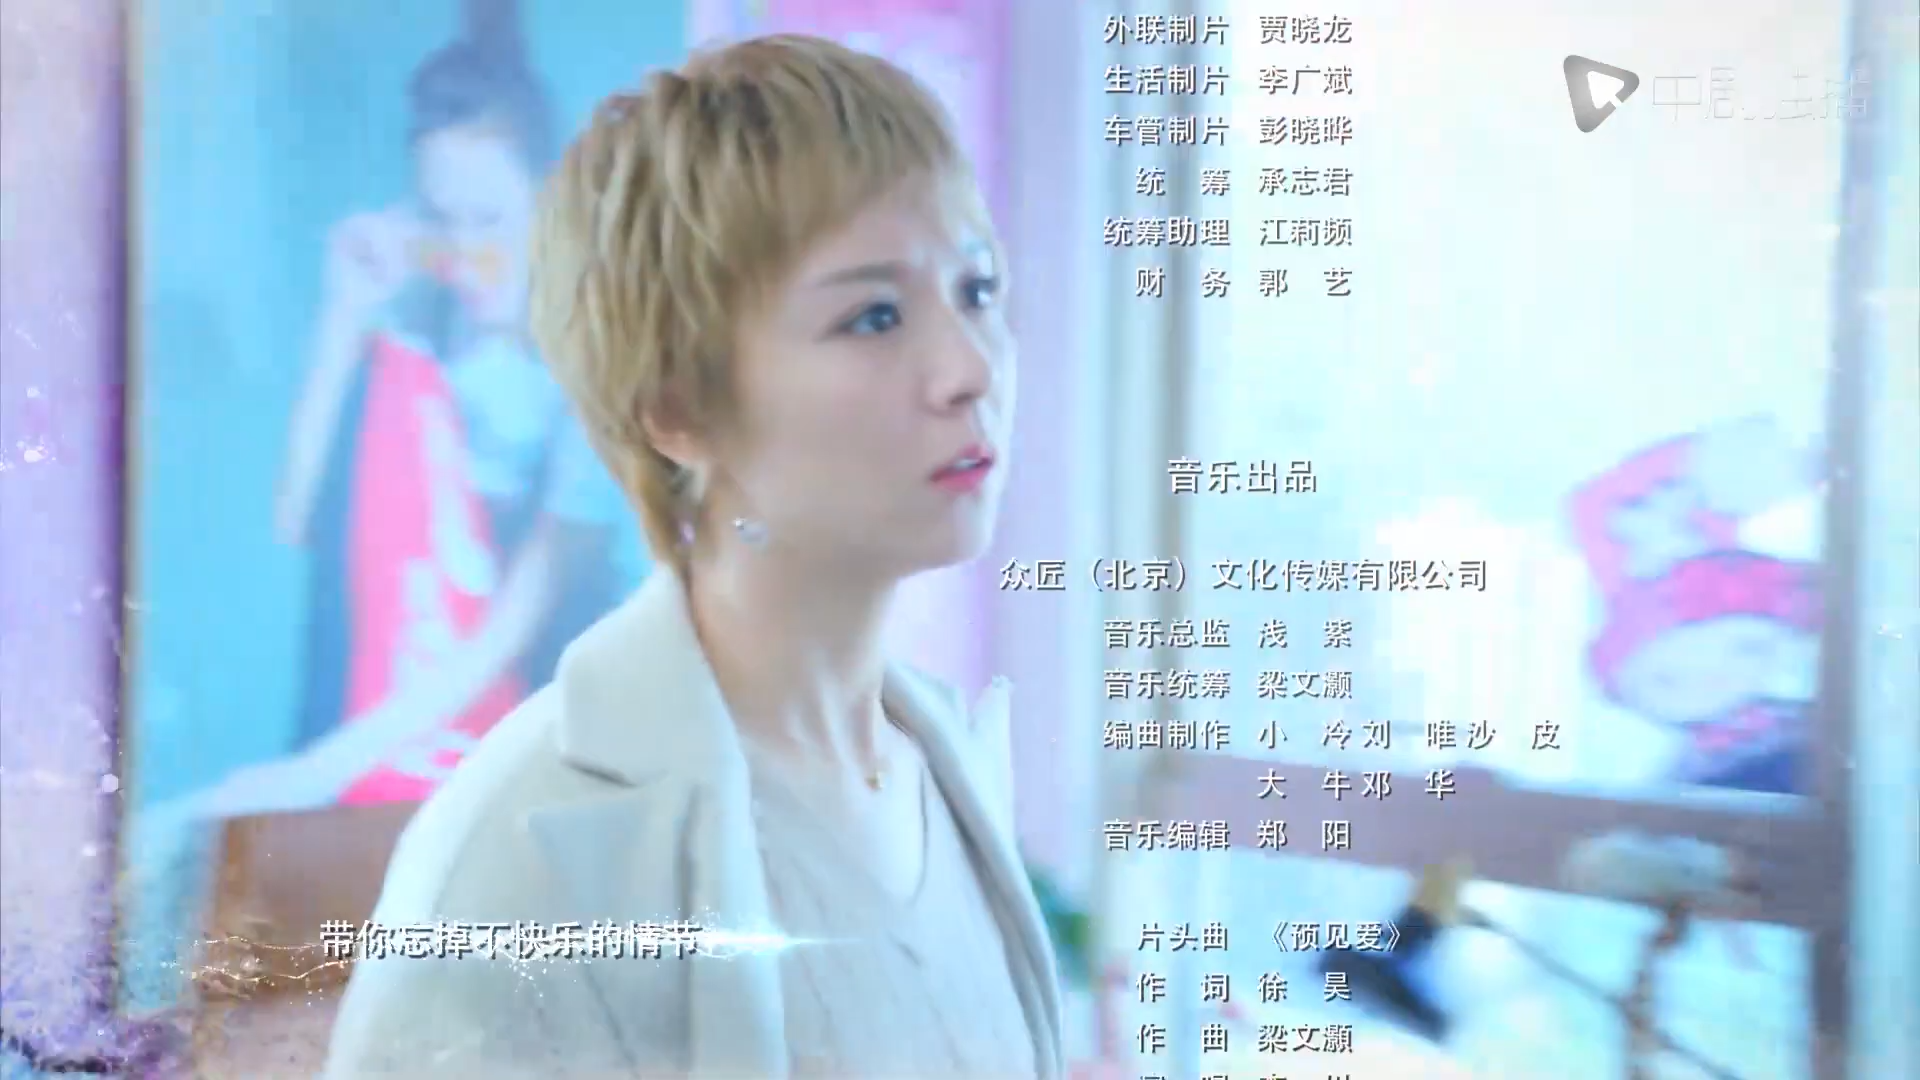 外联制片 贾晓龙
生活制片 李广斌
车管制片 彭晓晔
统 筹 承志君
统筹助理 江莉频
财 务 郭 艺
音乐出品
众匠（北京）文化传媒有限公司
音乐总监 浅 紫
音乐统筹 梁文灏
编曲制作 小 冷 刘 唯 沙 皮
大 牛 邓 华
音乐编辑 郑 阳
带你忘掉不快乐的情节
片头曲 《预见爱》
作 词 徐 昊
作 曲 梁文灏